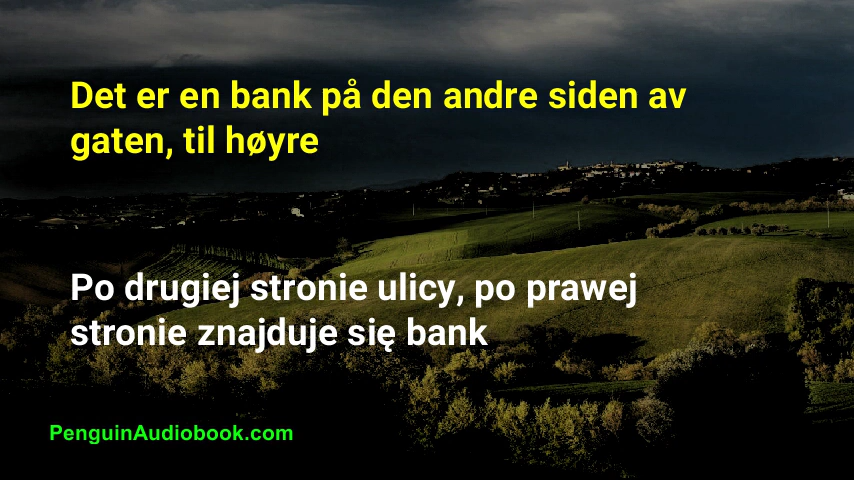 Det er en bank på den andre siden av
gaten, til høyre
Po drugiej stronie ulicy, po prawej
stronie znajduje się bank
PenguinAudiobook.com